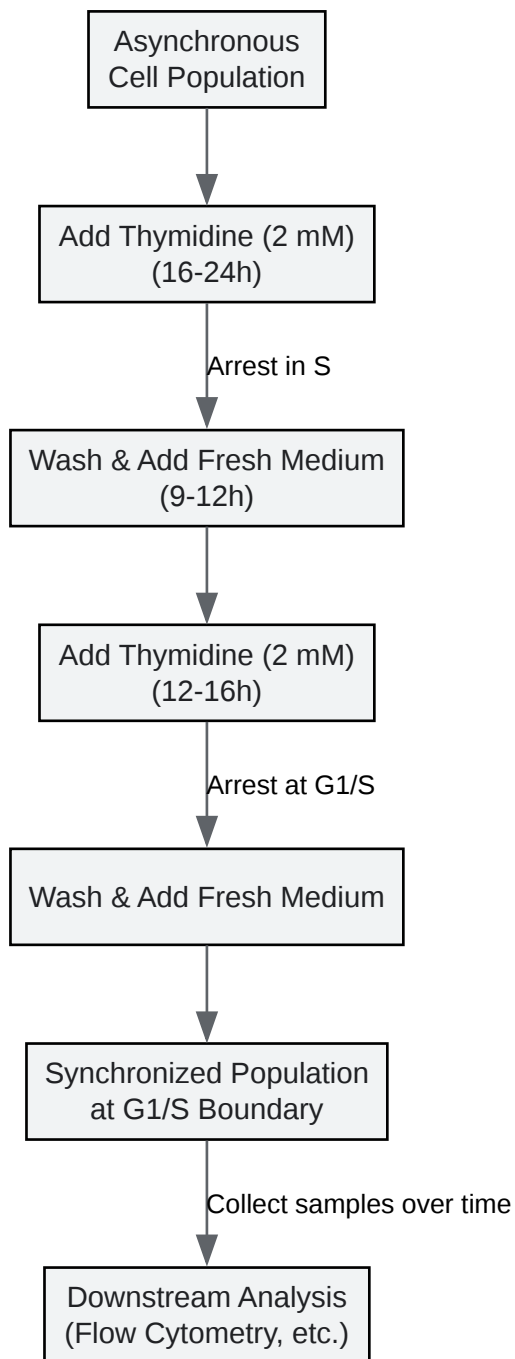 Asynchronous
Cell Population
Add Thymidine (2 mM)
(16-24h)
Arrest in S
Wash & Add Fresh Medium
(9-12h)
Add Thymidine (2 mM)
(12-16h)
Arrest at G1/S
Wash & Add Fresh Medium
Synchronized Population
at G1/S Boundary
Collect samples over time
Downstream Analysis
(Flow Cytometry, etc.)